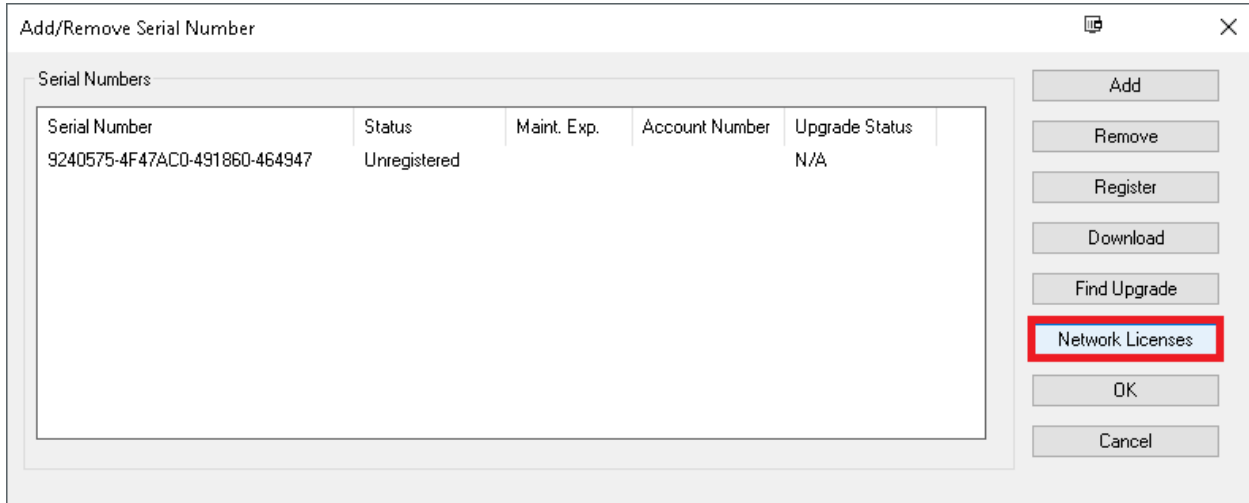 Add/Remove Serial Number
Serial Numbers
Serial Number Status Maint. Exp. Account Number Upgrade Status
9240575-4F47AC0-491860-464947 Unregistered N/A
Add
Remove
Register
Download
Find Upgrade
Network Licenses
OK
Cancel